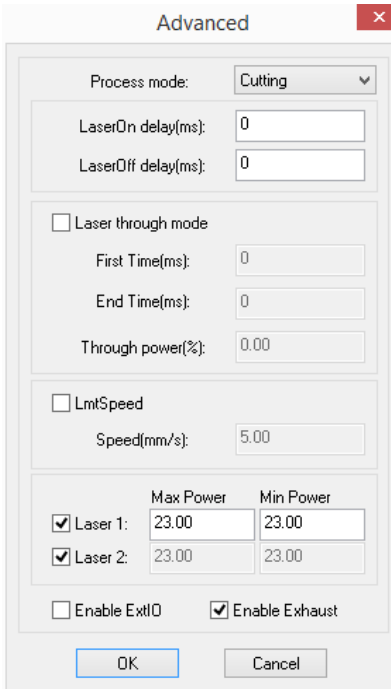 Advanced
Process mode: Cutting
LaserOn delay(ms): 0
LaserOff delay(ms): 0
Laser through mode
First Time(ms): 0
End Time(ms): 0
Through power(%): 0.00
LmtSpeed
Speed(mm/s): 5.00
Max Power Min Power
Laser 1: 23.00 23.00
Laser 2: 23.00 23.00
Enable ExtIO Enable Exhaust
OK Cancel